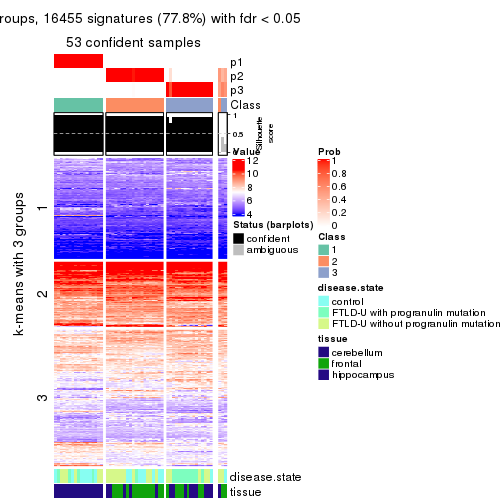 roups, 16455 signatures (77.8%) with fdr < 0.05
53 confident samples
p1
p2
p3
Class
1
0.5
0
Silhouette
score
k-means with 3 groups
1
2
3
disease.state
tissue
Value
12
10
8
6
4
Status (barplots)
confident
ambiguous
Prob
1
0.8
0.6
0.4
0.2
0
Class
1
2
3
disease.state
control
FTLD-U with progranulin mutation
FTLD-U without progranulin mutation
tissue
cerebellum
frontal
hippocampus